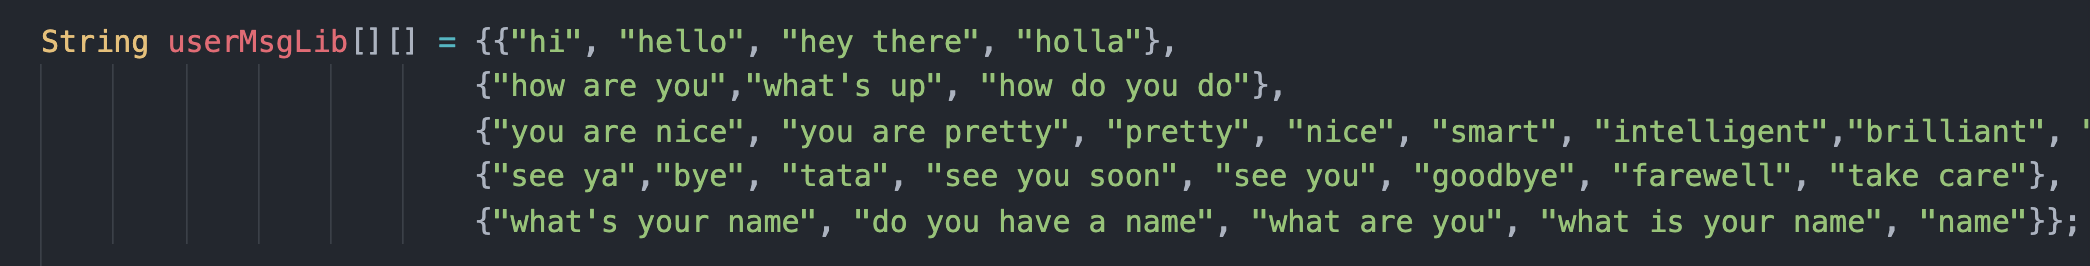 String userMsgLib[][] = {{"hi", "hello", "hey there", "holla"},
{"how are you","what's up", "how do you do"},
{"you are nice", "you are pretty", "pretty", "nice", "smart", "intelligent","brilliant", "
{"see ya","bye", "tata", "see you soon", "see you", "goodbye", "farewell", "take care"},
{"what's your name", "do you have a name", "what are you", "what is your name", "name"}};